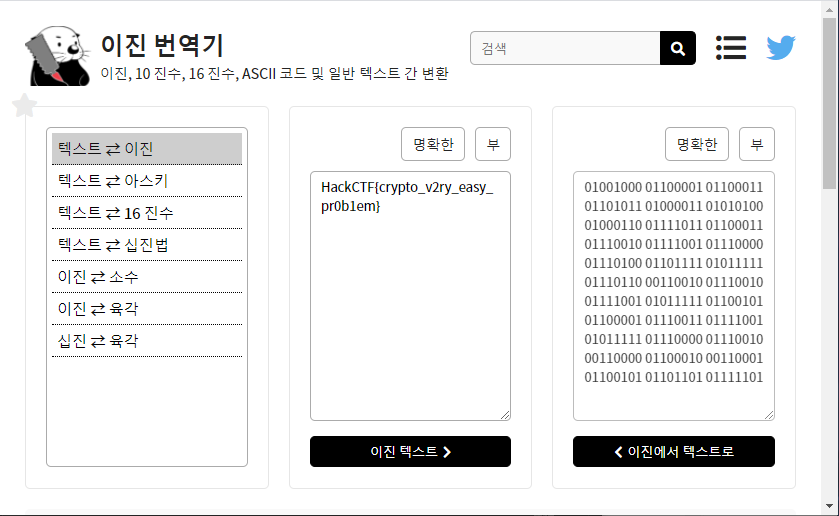 이진 번역기
이진, 10 진수, 16 진수, ASCII 코드 및 일반 텍스트 간 변환
검색
텍스트 ⇄ 이진
텍스트 ⇄ 아스키
텍스트 ⇄ 16 진수
텍스트 ⇄ 십진법
이진 ⇄ 소수
이진 ⇄ 육각
십진 ⇄ 육각
명확한 부
HackCTF{crypto_v2ry_easy_
pr0b1em}
이진 텍스트
명확한 부
01001000 01100001 01100011
01101011 01000011 01010100
01000110 01111011 01100011
01110010 01111001 01110000
01110100 01101111 01011111
01110110 00110010 01110010
01111001 01011111 01100101
01100001 01110011 01111001
01011111 01110000 01110010
00110000 01100010 00110001
01100101 01101101 01111101
이진에서 텍스트로